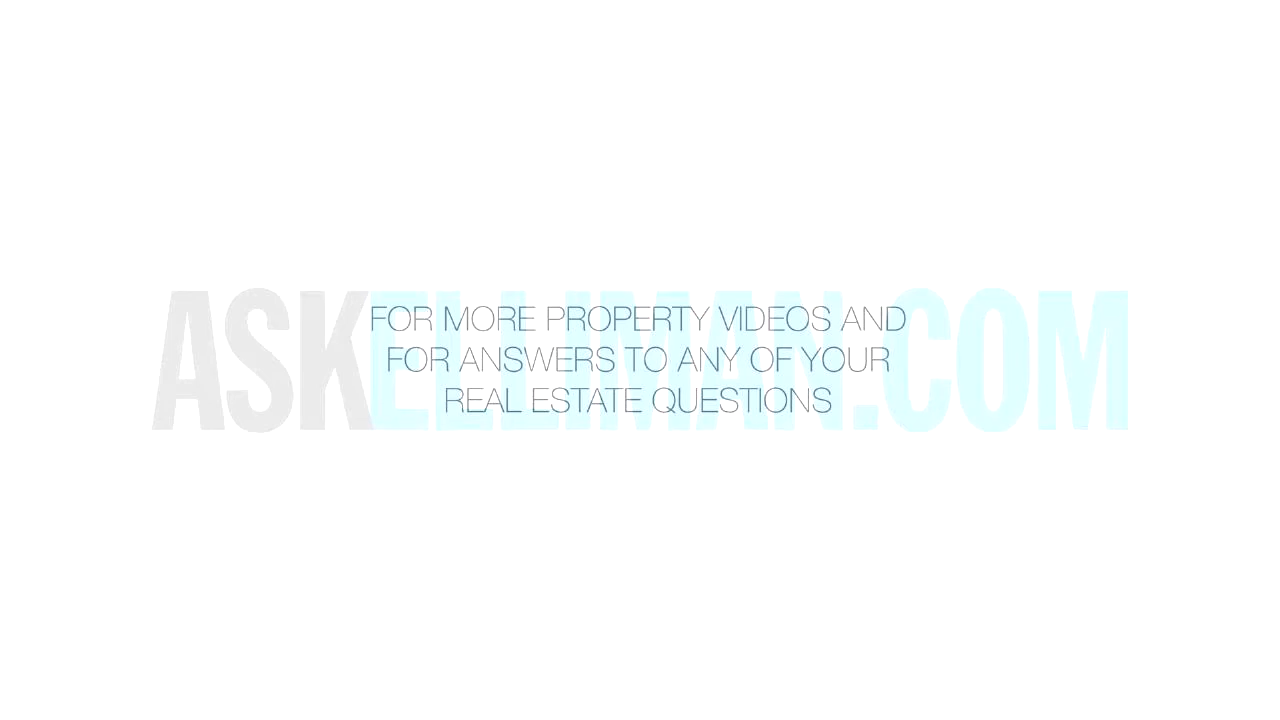 ASKELLIMAN.COM
FOR MORE PROPERTY VIDEOS AND
FOR ANSWERS TO ANY OF YOUR
REAL ESTATE QUESTIONS